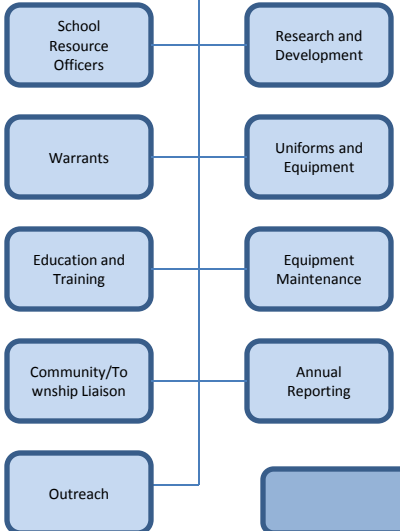 School
Resource
Officers
Research and
Development
Warrants
Uniforms and
Equipment
Education and
Training
Equipment
Maintenance
Community/To
wnship Liaison
Annual
Reporting
Outreach